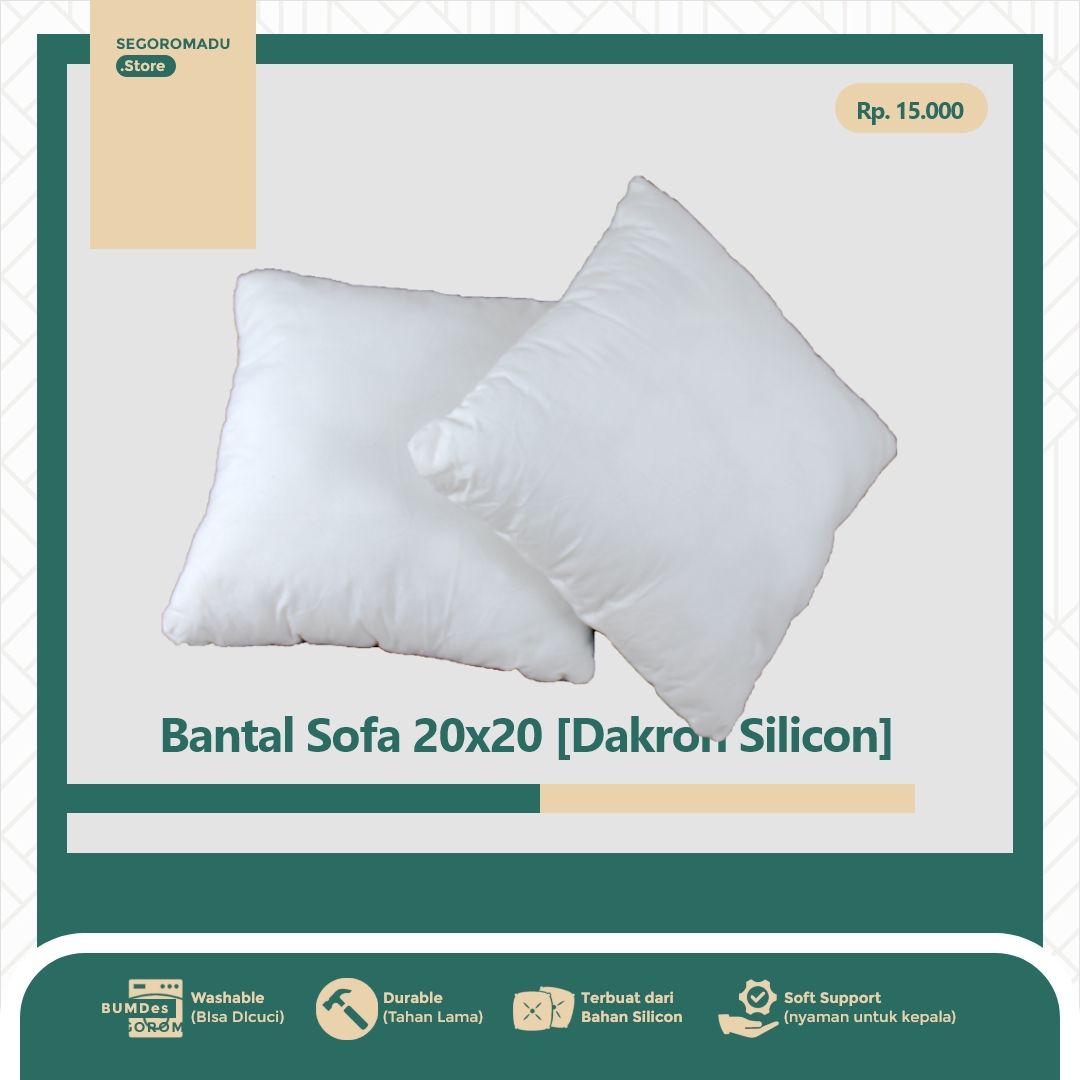 SEGOROMADU
.Store
Rp. 15.000
Bantal Sofa 20x20 [Dakron Silicon]
BUMDes
GOROM
Washable
(BIsa DIcuci)
Durable
(Tahan Lama)
Terbuat dari
Bahan Silicon
Soft Support
(nyaman untuk kepala)